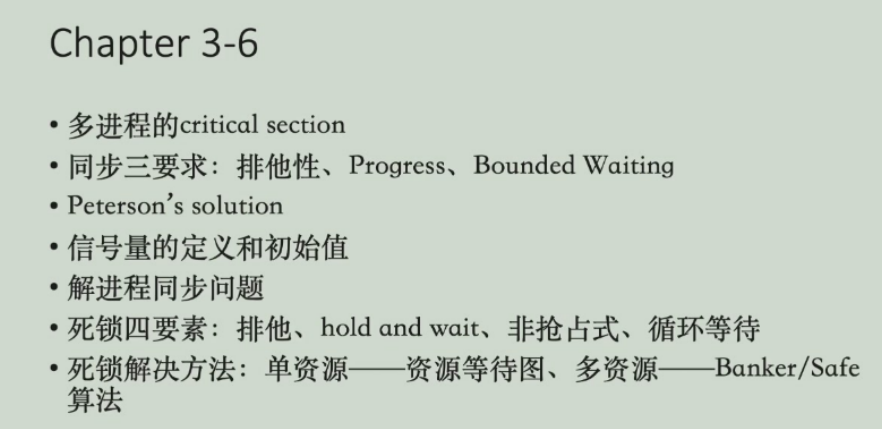 Chapter 3-6
• 多进程的critical section
• 同步三要求：排他性、Progress、Bounded Waiting
• Peterson’s solution
• 信号量的定义和初始值
• 解进程同步问题
• 死锁四要素：排他、hold and wait、非抢占式、循环等待
• 死锁解决方法：单资源——资源等待图、多资源——Banker/Safe
算法